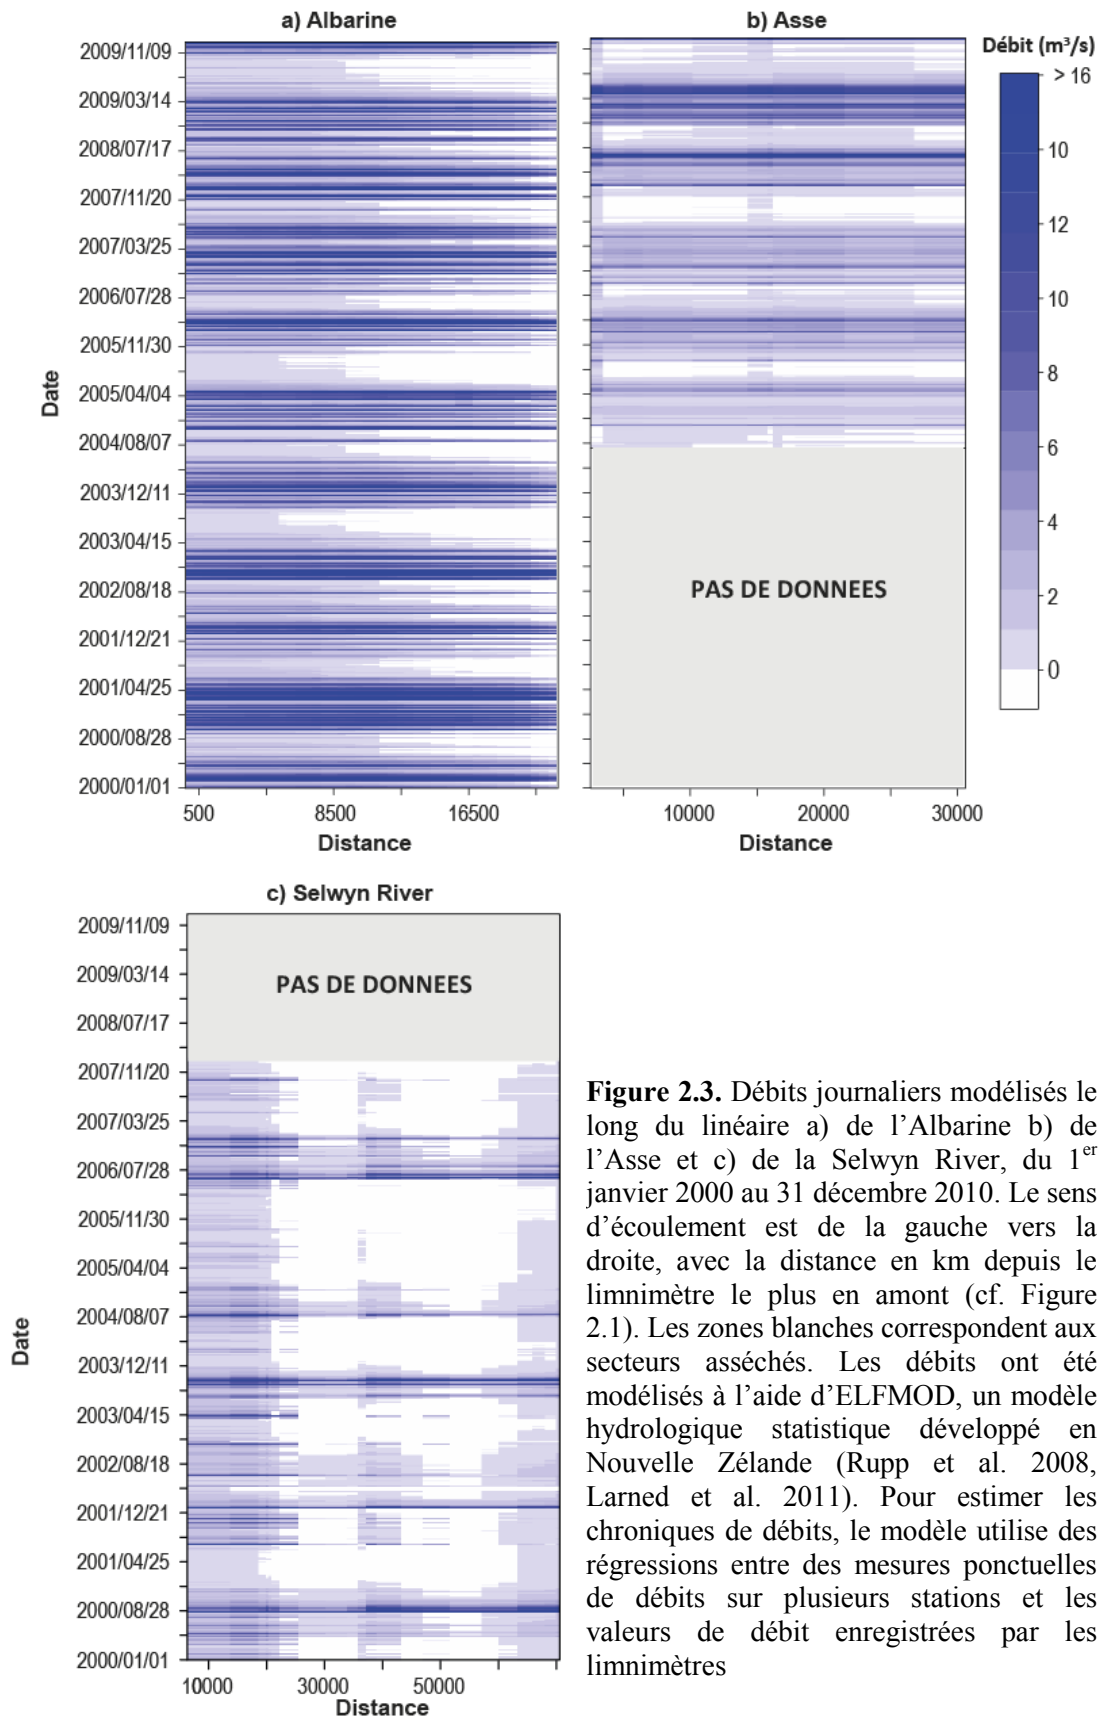 a) Albarine
2009/11/09
2009/03/14
2008/07/17
2007/11/20
2007/03/25
2006/07/28
2005/11/30
2005/04/04
2004/08/07
2003/12/11
2003/04/15
2002/08/18
2001/12/21
2001/04/25
2000/08/28
2000/01/01
Date
500 8500 16500
Distance
b) Asse
PAS DE DONNEES
10000 20000 30000
Distance
Débit (m³/s)
> 16
10
12
10
8
6
4
2
0
c) Selwyn River
PAS DE DONNEES
2009/11/09
2009/03/14
2008/07/17
2007/11/20
2007/03/25
2006/07/28
2005/11/30
2005/04/04
2004/08/07
2003/12/11
2003/04/15
2002/08/18
2001/12/21
2001/04/25
2000/08/28
2000/01/01
Date
10000 30000 50000
Distance
Figure 2.3. Débits journaliers modélisés le
long du linéaire a) de l’Albarine b) de
l’Asse et c) de la Selwyn River, du 1er
janvier 2000 au 31 décembre 2010. Le sens
d’écoulement est de la gauche vers la
droite, avec la distance en km depuis le
limnimètre le plus en amont (cf. Figure
2.1). Les zones blanches correspondent aux
secteurs asséchés. Les débits ont été
modélisés à l’aide d’ELFMOD, un modèle
hydrologique statistique développé en
Nouvelle Zélande (Rupp et al. 2008,
Larned et al. 2011). Pour estimer les
chroniques de débits, le modèle utilise des
régressions entre des mesures ponctuelles
de débits sur plusieurs stations et les
valeurs de débit enregistrées par les
limnimètres